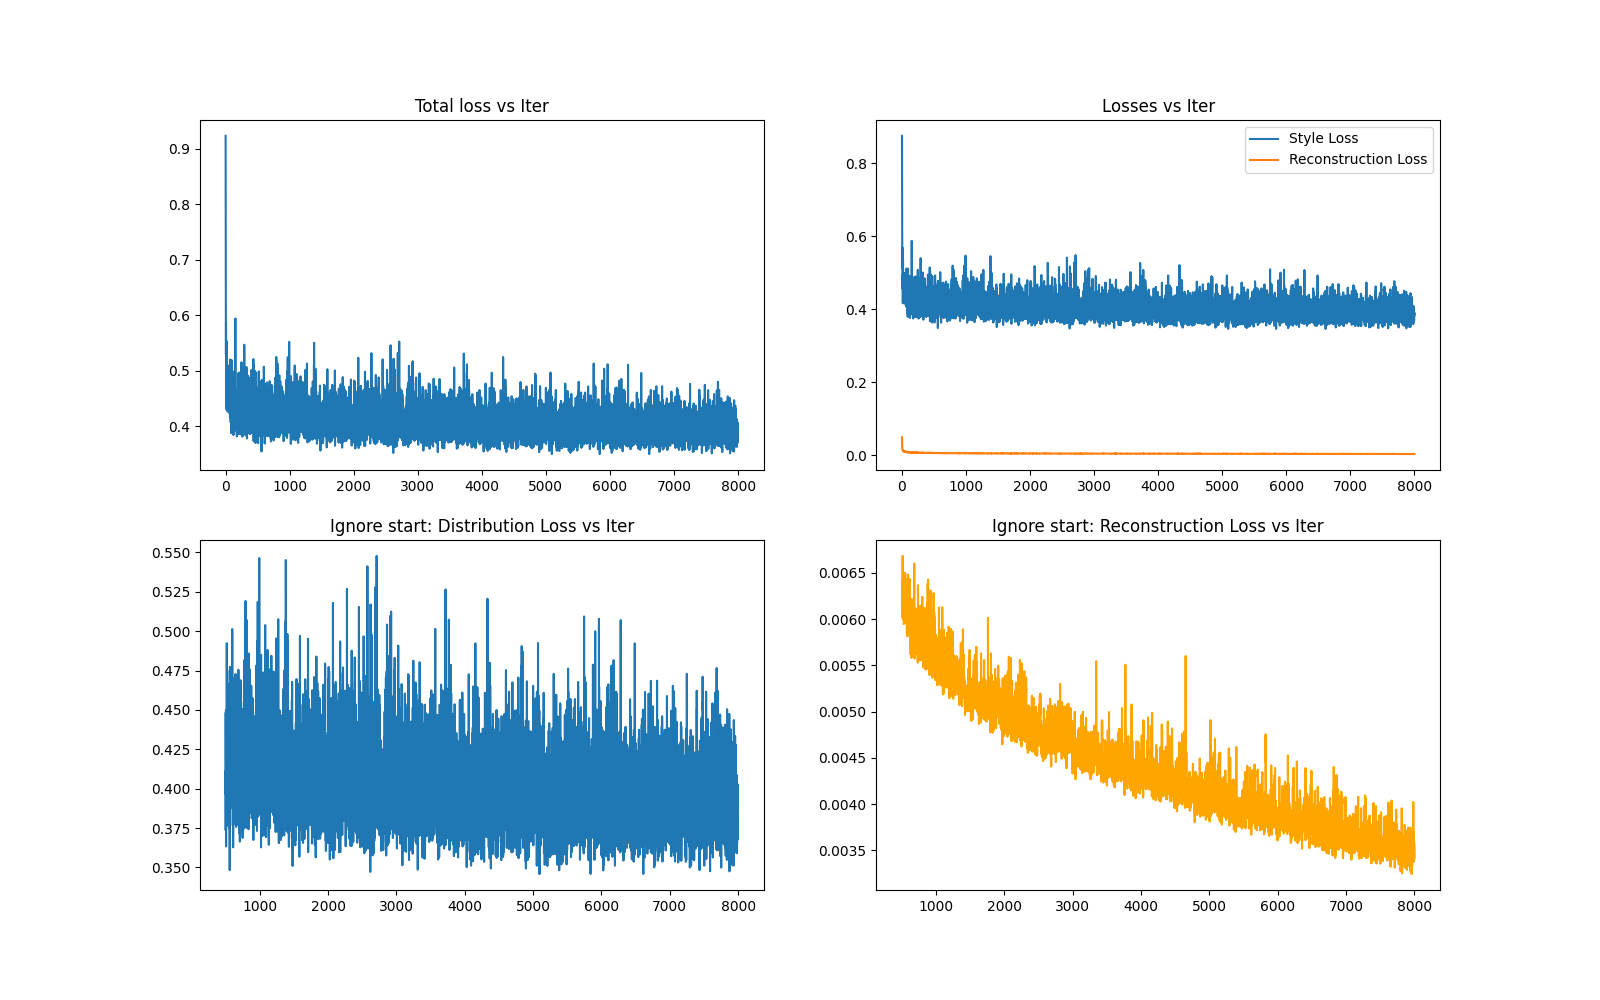 Total loss vs Iter
0.9
0.8
0.7
0.6
0.5
0.4
0 1000 2000 3000 4000 5000 6000 7000 8000
Losses vs Iter
Style Loss
Reconstruction Loss
0.8
0.6
0.4
0.2
0.0
0 1000 2000 3000 4000 5000 6000 7000 8000
Ignore start: Distribution Loss vs Iter
0.550
0.525
0.500
0.475
0.450
0.425
0.400
0.375
0.350
1000 2000 3000 4000 5000 6000 7000 8000
Ignore start: Reconstruction Loss vs Iter
0.0065
0.0060
0.0055
0.0050
0.0045
0.0040
0.0035
1000 2000 3000 4000 5000 6000 7000 8000